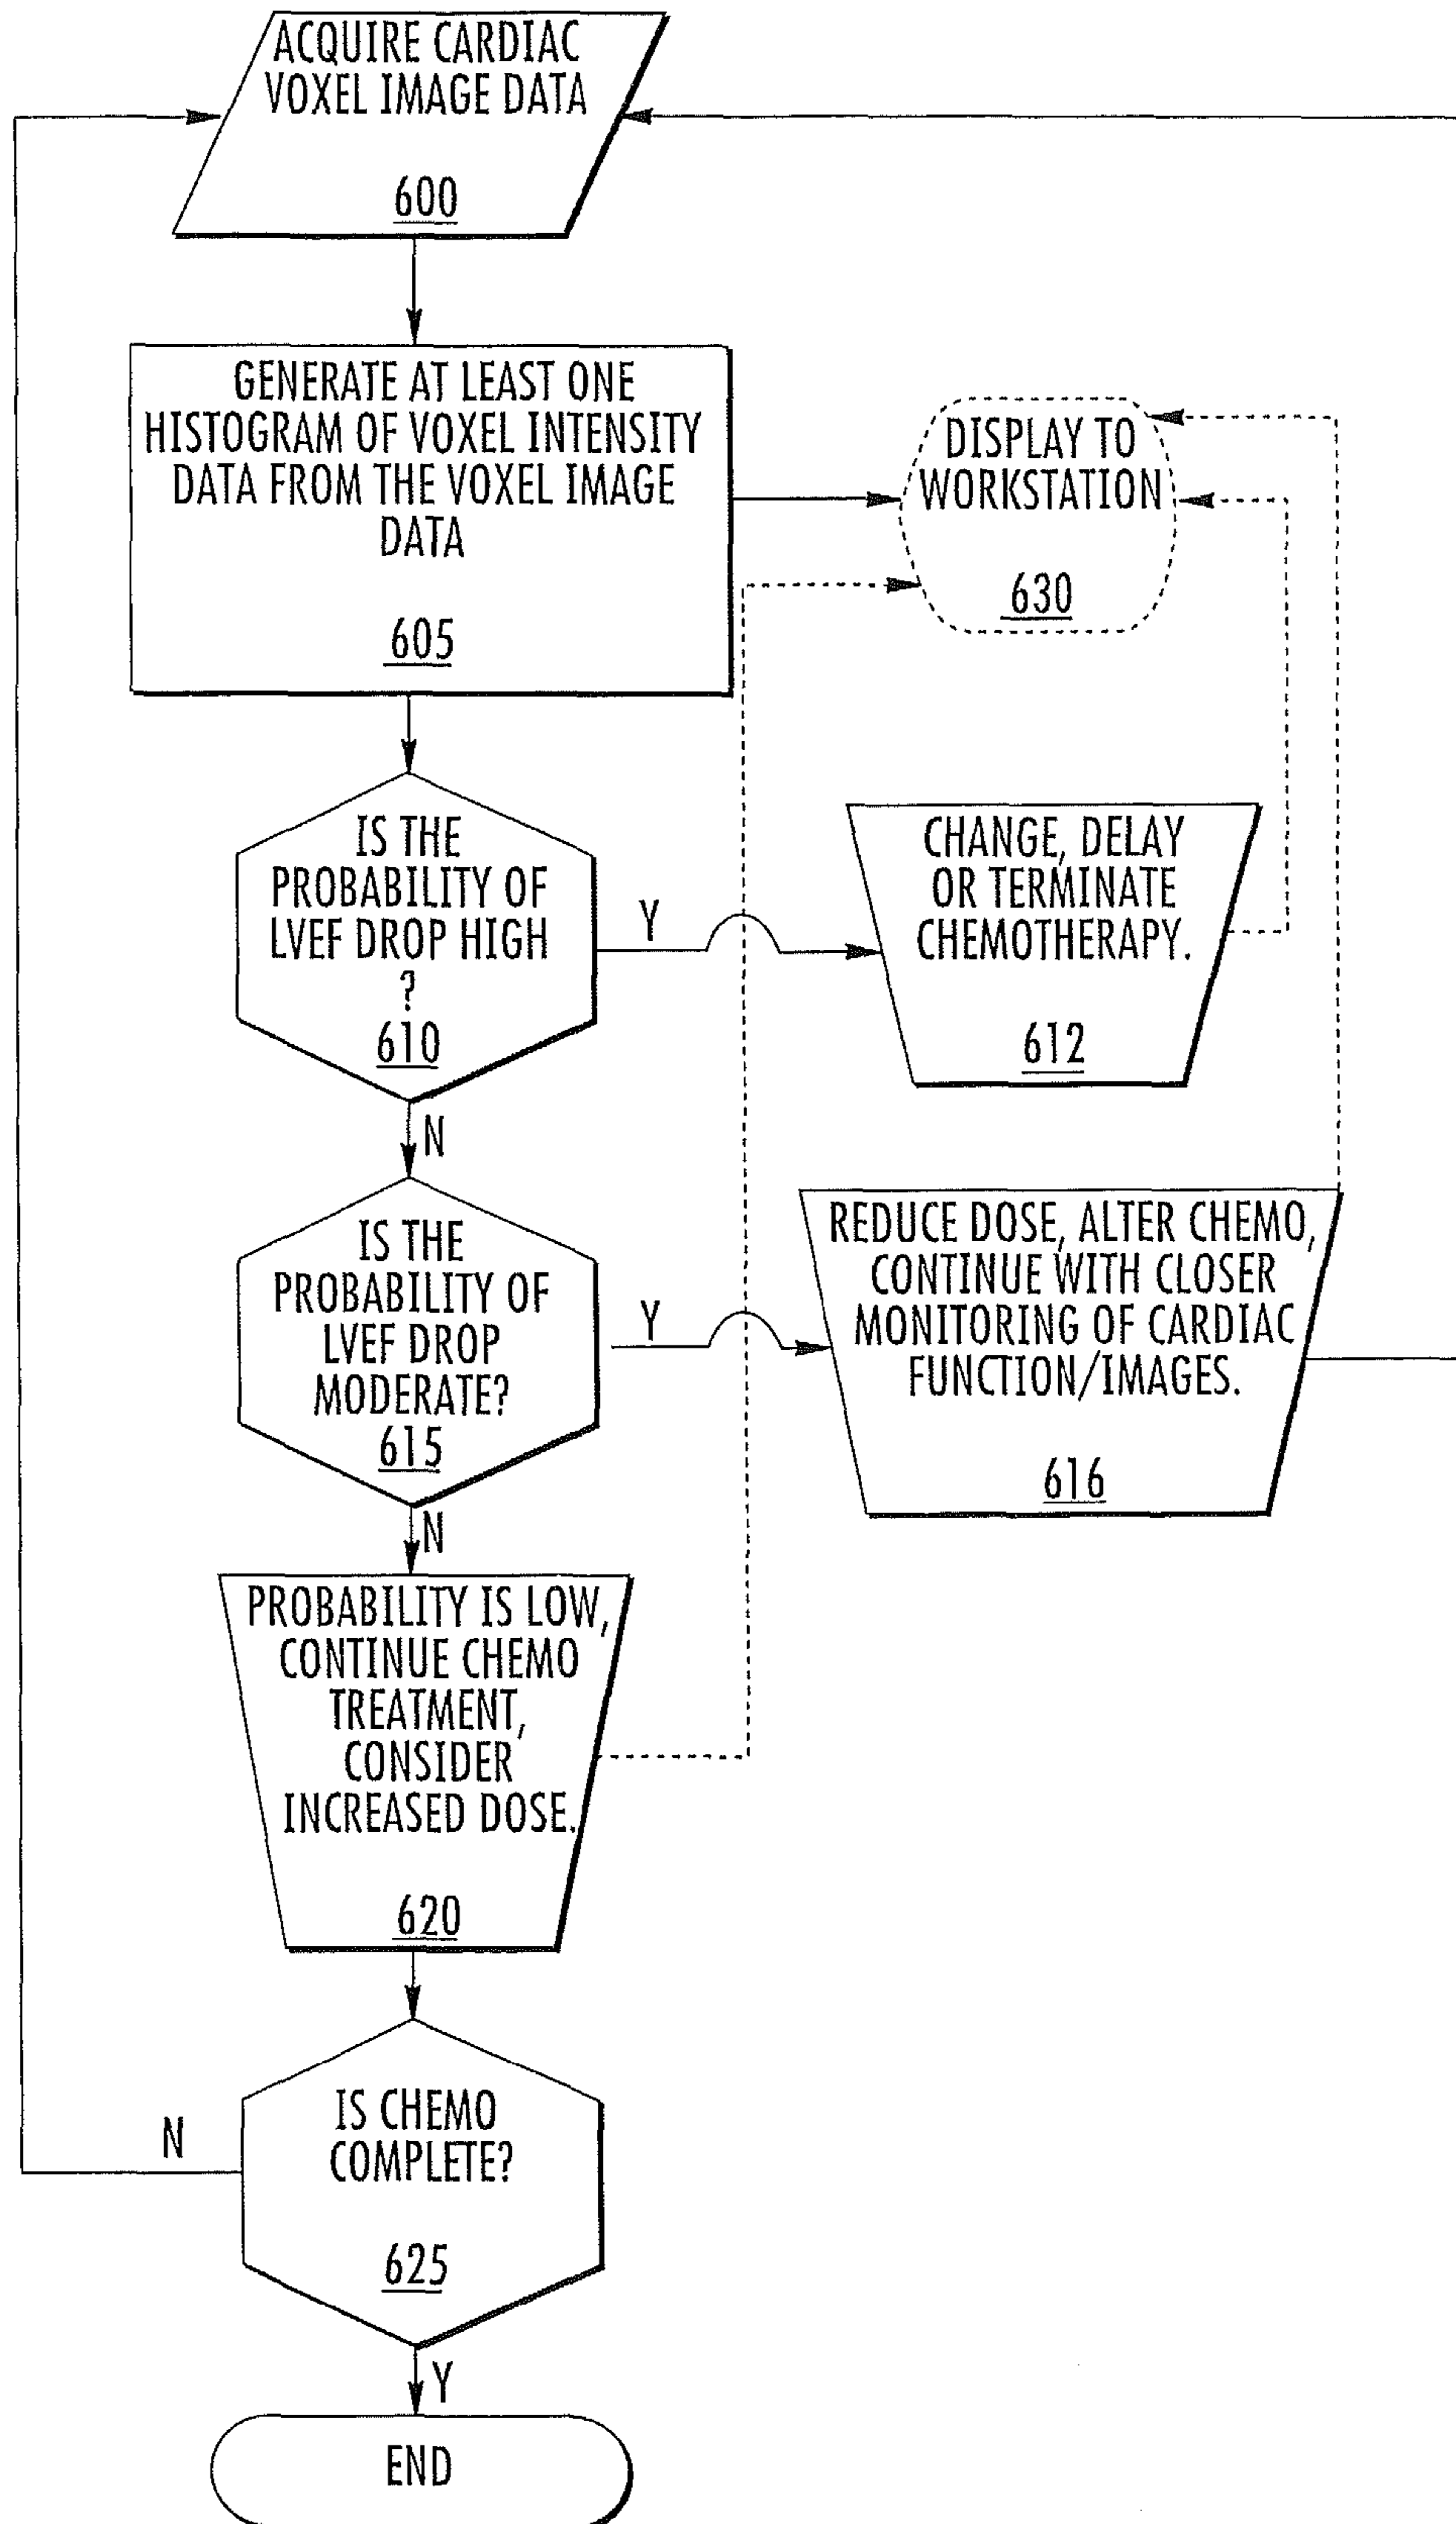 ACQUIRE CARDIAC
VOXEL IMAGE DATA
600
GENERATE AT LEAST ONE
HISTOGRAM OF VOXEL INTENSITY
DATA FROM THE VOXEL IMAGE
DATA
605
DISPLAY TO
WORKSTATION
630
IS THE
PROBABILITY OF
LVEF DROP HIGH
?
610
Y
CHANGE, DELAY
OR TERMINATE
CHEMOTHERAPY.
612
N
IS THE
PROBABILITY OF
LVEF DROP
MODERATE?
615
Y
REDUCE DOSE, ALTER CHEMO,
CONTINUE WITH CLOSER
MONITORING OF CARDIAC
FUNCTION/IMAGES.
616
N
PROBABILITY IS LOW,
CONTINUE CHEMO
TREATMENT,
CONSIDER
INCREASED DOSE.
620
IS CHEMO
COMPLETE?
625
N
Y
END